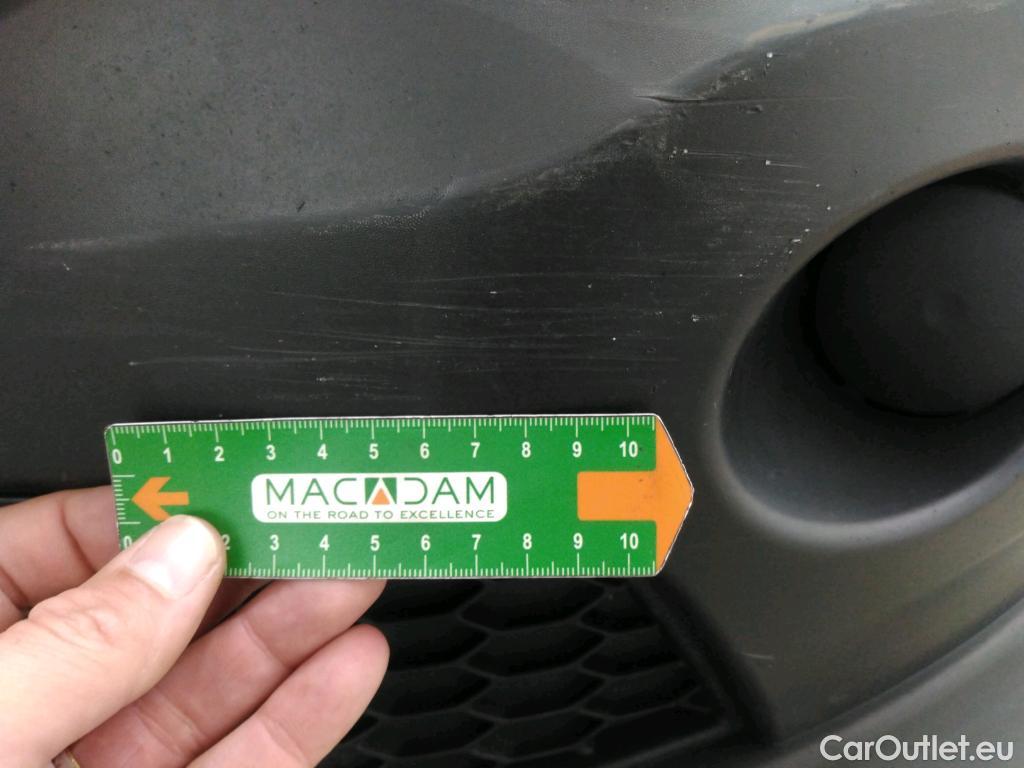 0 1 2 3 4 5 6 7 8 9 10
MACADAM
ON THE ROAD TO EXCELLENCE
0 2 3 4 5 6 7 8 9 10
CarOutlet.eu